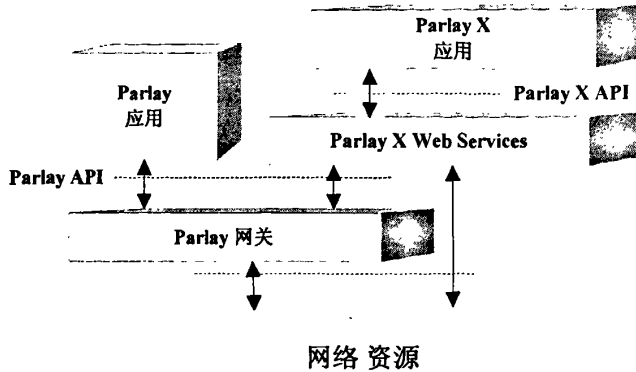 Parlay X
应用
Parlay
应用
Parlay X API
Parlay X Web Services
Parlay API
Parlay 网关
网络 资源